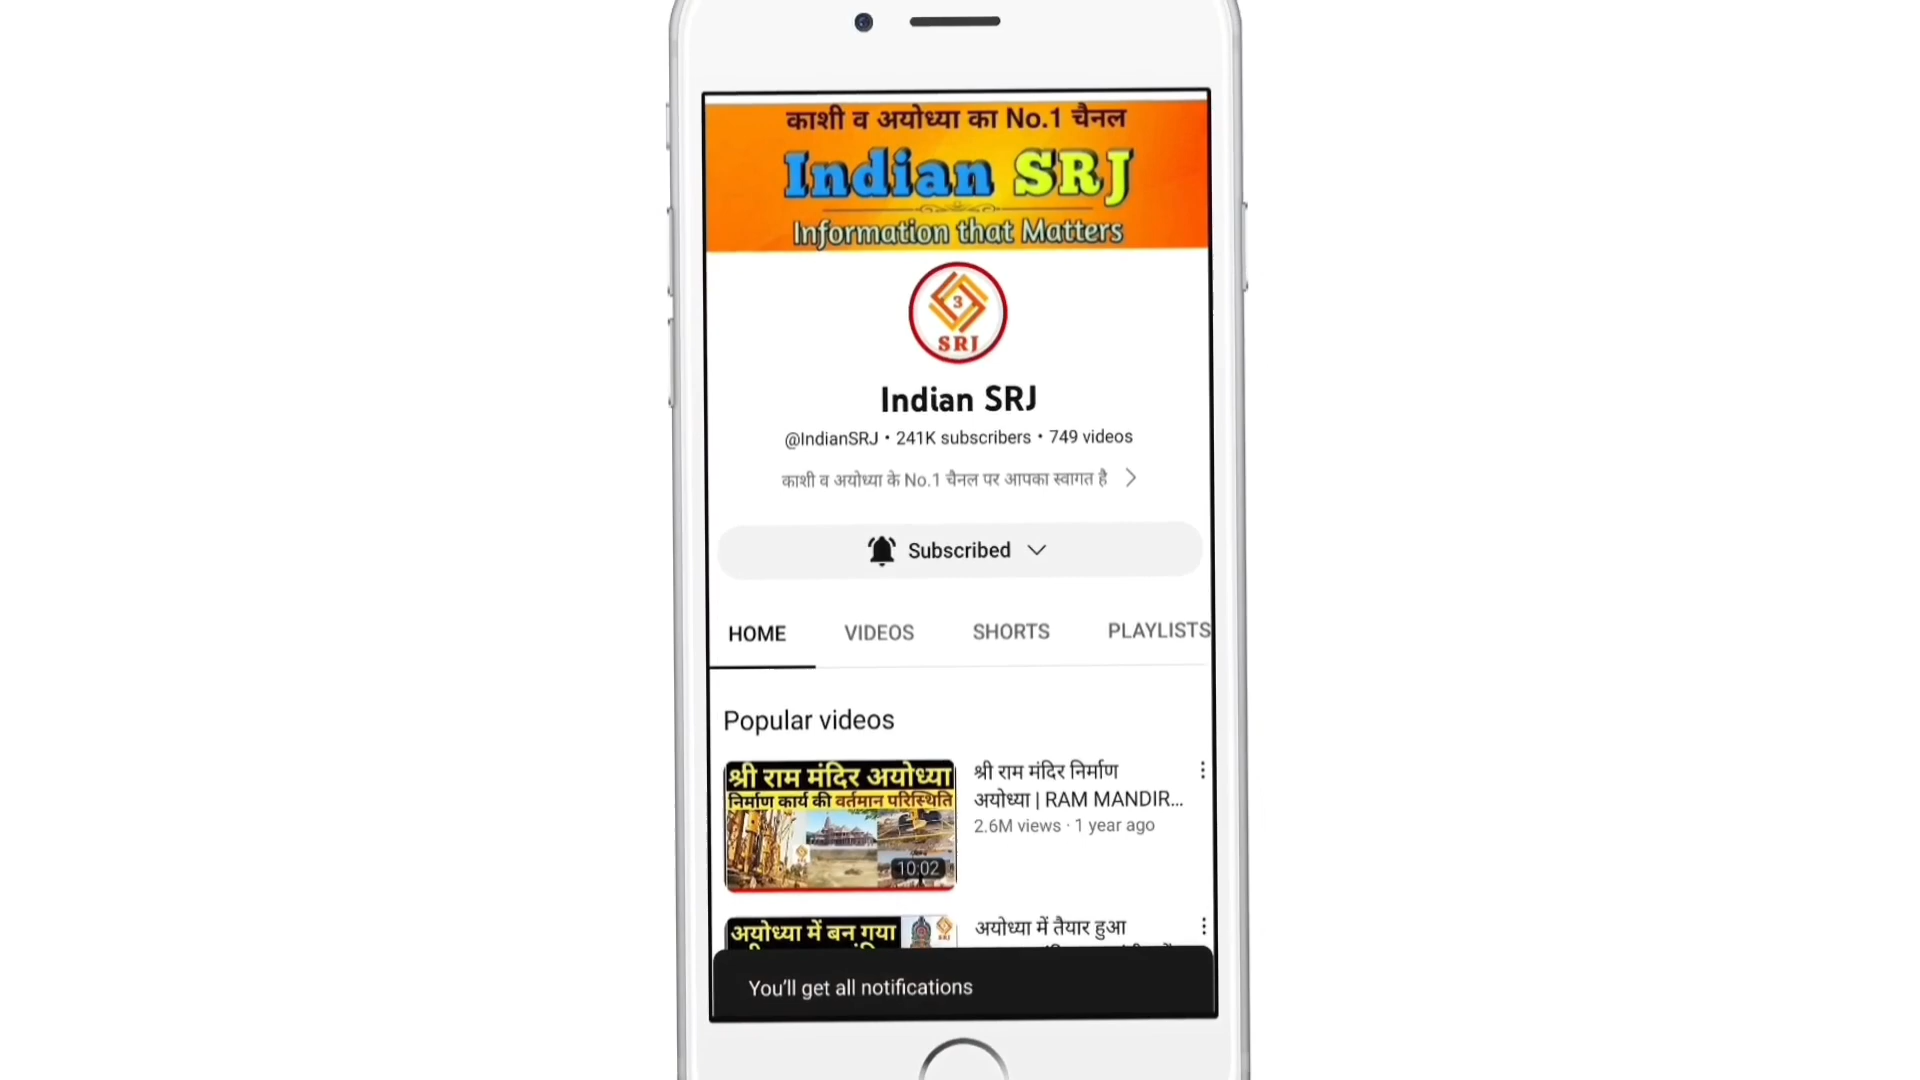 काशी व अयोध्या का No.1 चैनल
Indian SRJ
Information that Matters
3
SRJ
Indian SRJ
@IndianSRJ • 241K subscribers • 749 videos
काशी व अयोध्या के No.1 चैनल पर आपका स्वागत है
Subscribed
HOME VIDEOS SHORTS PLAYLISTS
Popular videos
श्री राम मंदिर अयोध्या
निर्माण कार्य की वर्तमान परिस्थिति
10:02
श्री राम मंदिर निर्माण
अयोध्या | RAM MANDIR...
2.6M views · 1 year ago
अयोध्या में बन गया
अयोध्या में तैयार हुआ
You'll get all notifications